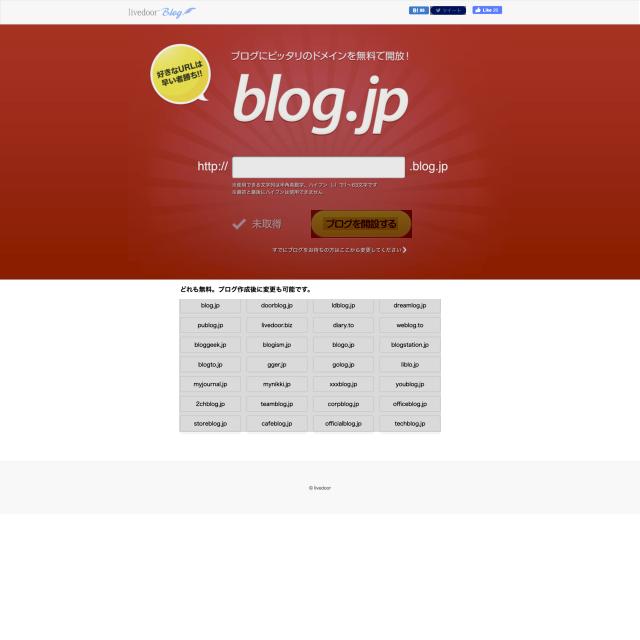 livedoor Blog
B! 89 ツイート Like 25
好きなURLは
早い者勝ち!!
ブログにピッタリのドメインを無料で開放!
blog.jp
http:// .blog.jp
※使用できる文字列は半角英数字、ハイフン（-）で1〜63文字です
※最初と最後にハイフンは使用できません
未取得 ブログを開設する
すでにブログをお持ちの方はここから変更してください
どれも無料。ブログ作成後に変更も可能です。
blog.jp doorblog.jp ldblog.jp dreamlog.jp
publog.jp livedoor.biz diary.to weblog.to
bloggeek.jp blogism.jp blogo.jp blogstation.jp
blogto.jp gger.jp golog.jp liblo.jp
myjournal.jp mynikki.jp xxxblog.jp youblog.jp
2chblog.jp teamblog.jp corpblog.jp officeblog.jp
storeblog.jp cafeblog.jp officialblog.jp techblog.jp
© livedoor